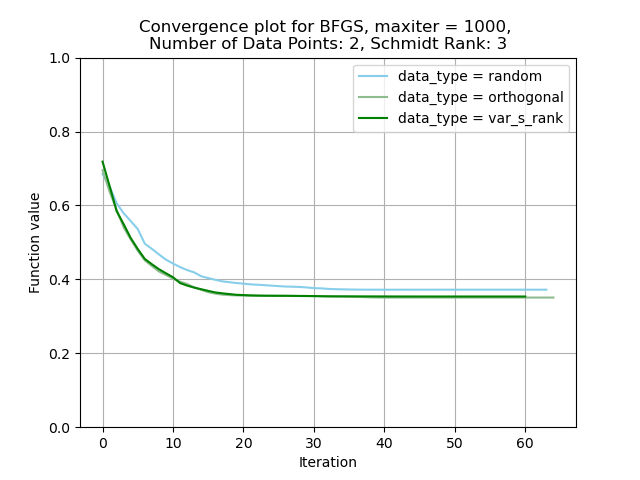 Convergence plot for BFGS, maxiter = 1000,
Number of Data Points: 2, Schmidt Rank: 3
data_type = random
data_type = orthogonal
data_type = var_s_rank
1.0
0.8
0.6
0.4
0.2
0.0
Function value
0 10 20 30 40 50 60
Iteration